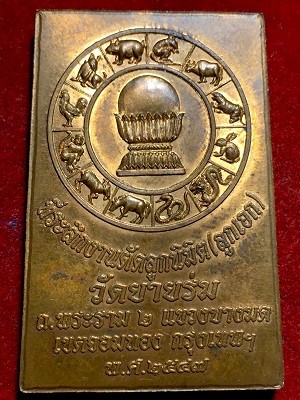 ที่ระลึกงานตัดลูกนิมิต(ลูกเอก)
วัดยายร่ม
ถ.พระราม ๒ แขวงบางมด
เขตจอมทอง กรุงเทพฯ
พ.ศ.๒๕๔๗